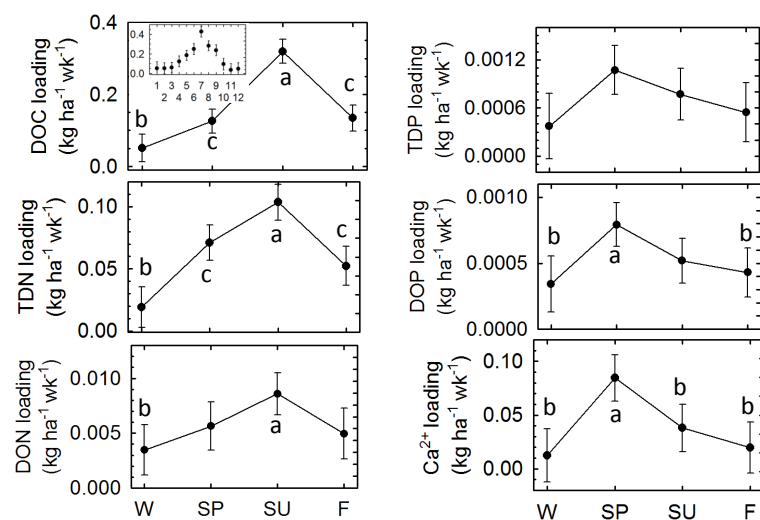 DOC loading
(kg ha⁻¹ wk⁻¹)
0.4
0.2
0.0
0.4
0.2
0.0
1 3 5 7 9 11
2 4 6 8 10 12
b
c
a
c
TDN loading
(kg ha⁻¹ wk⁻¹)
0.10
0.05
0.00
b
c
a
c
DON loading
(kg ha⁻¹ wk⁻¹)
0.010
0.005
0.000
b
a
W SP SU F
TDP loading
(kg ha⁻¹ wk⁻¹)
0.0012
0.0006
0.0000
DOP loading
(kg ha⁻¹ wk⁻¹)
0.0010
0.0005
0.0000
b
a
b
Ca²⁺ loading
(kg ha⁻¹ wk⁻¹)
0.10
0.05
0.00
b
a
b
b
W SP SU F